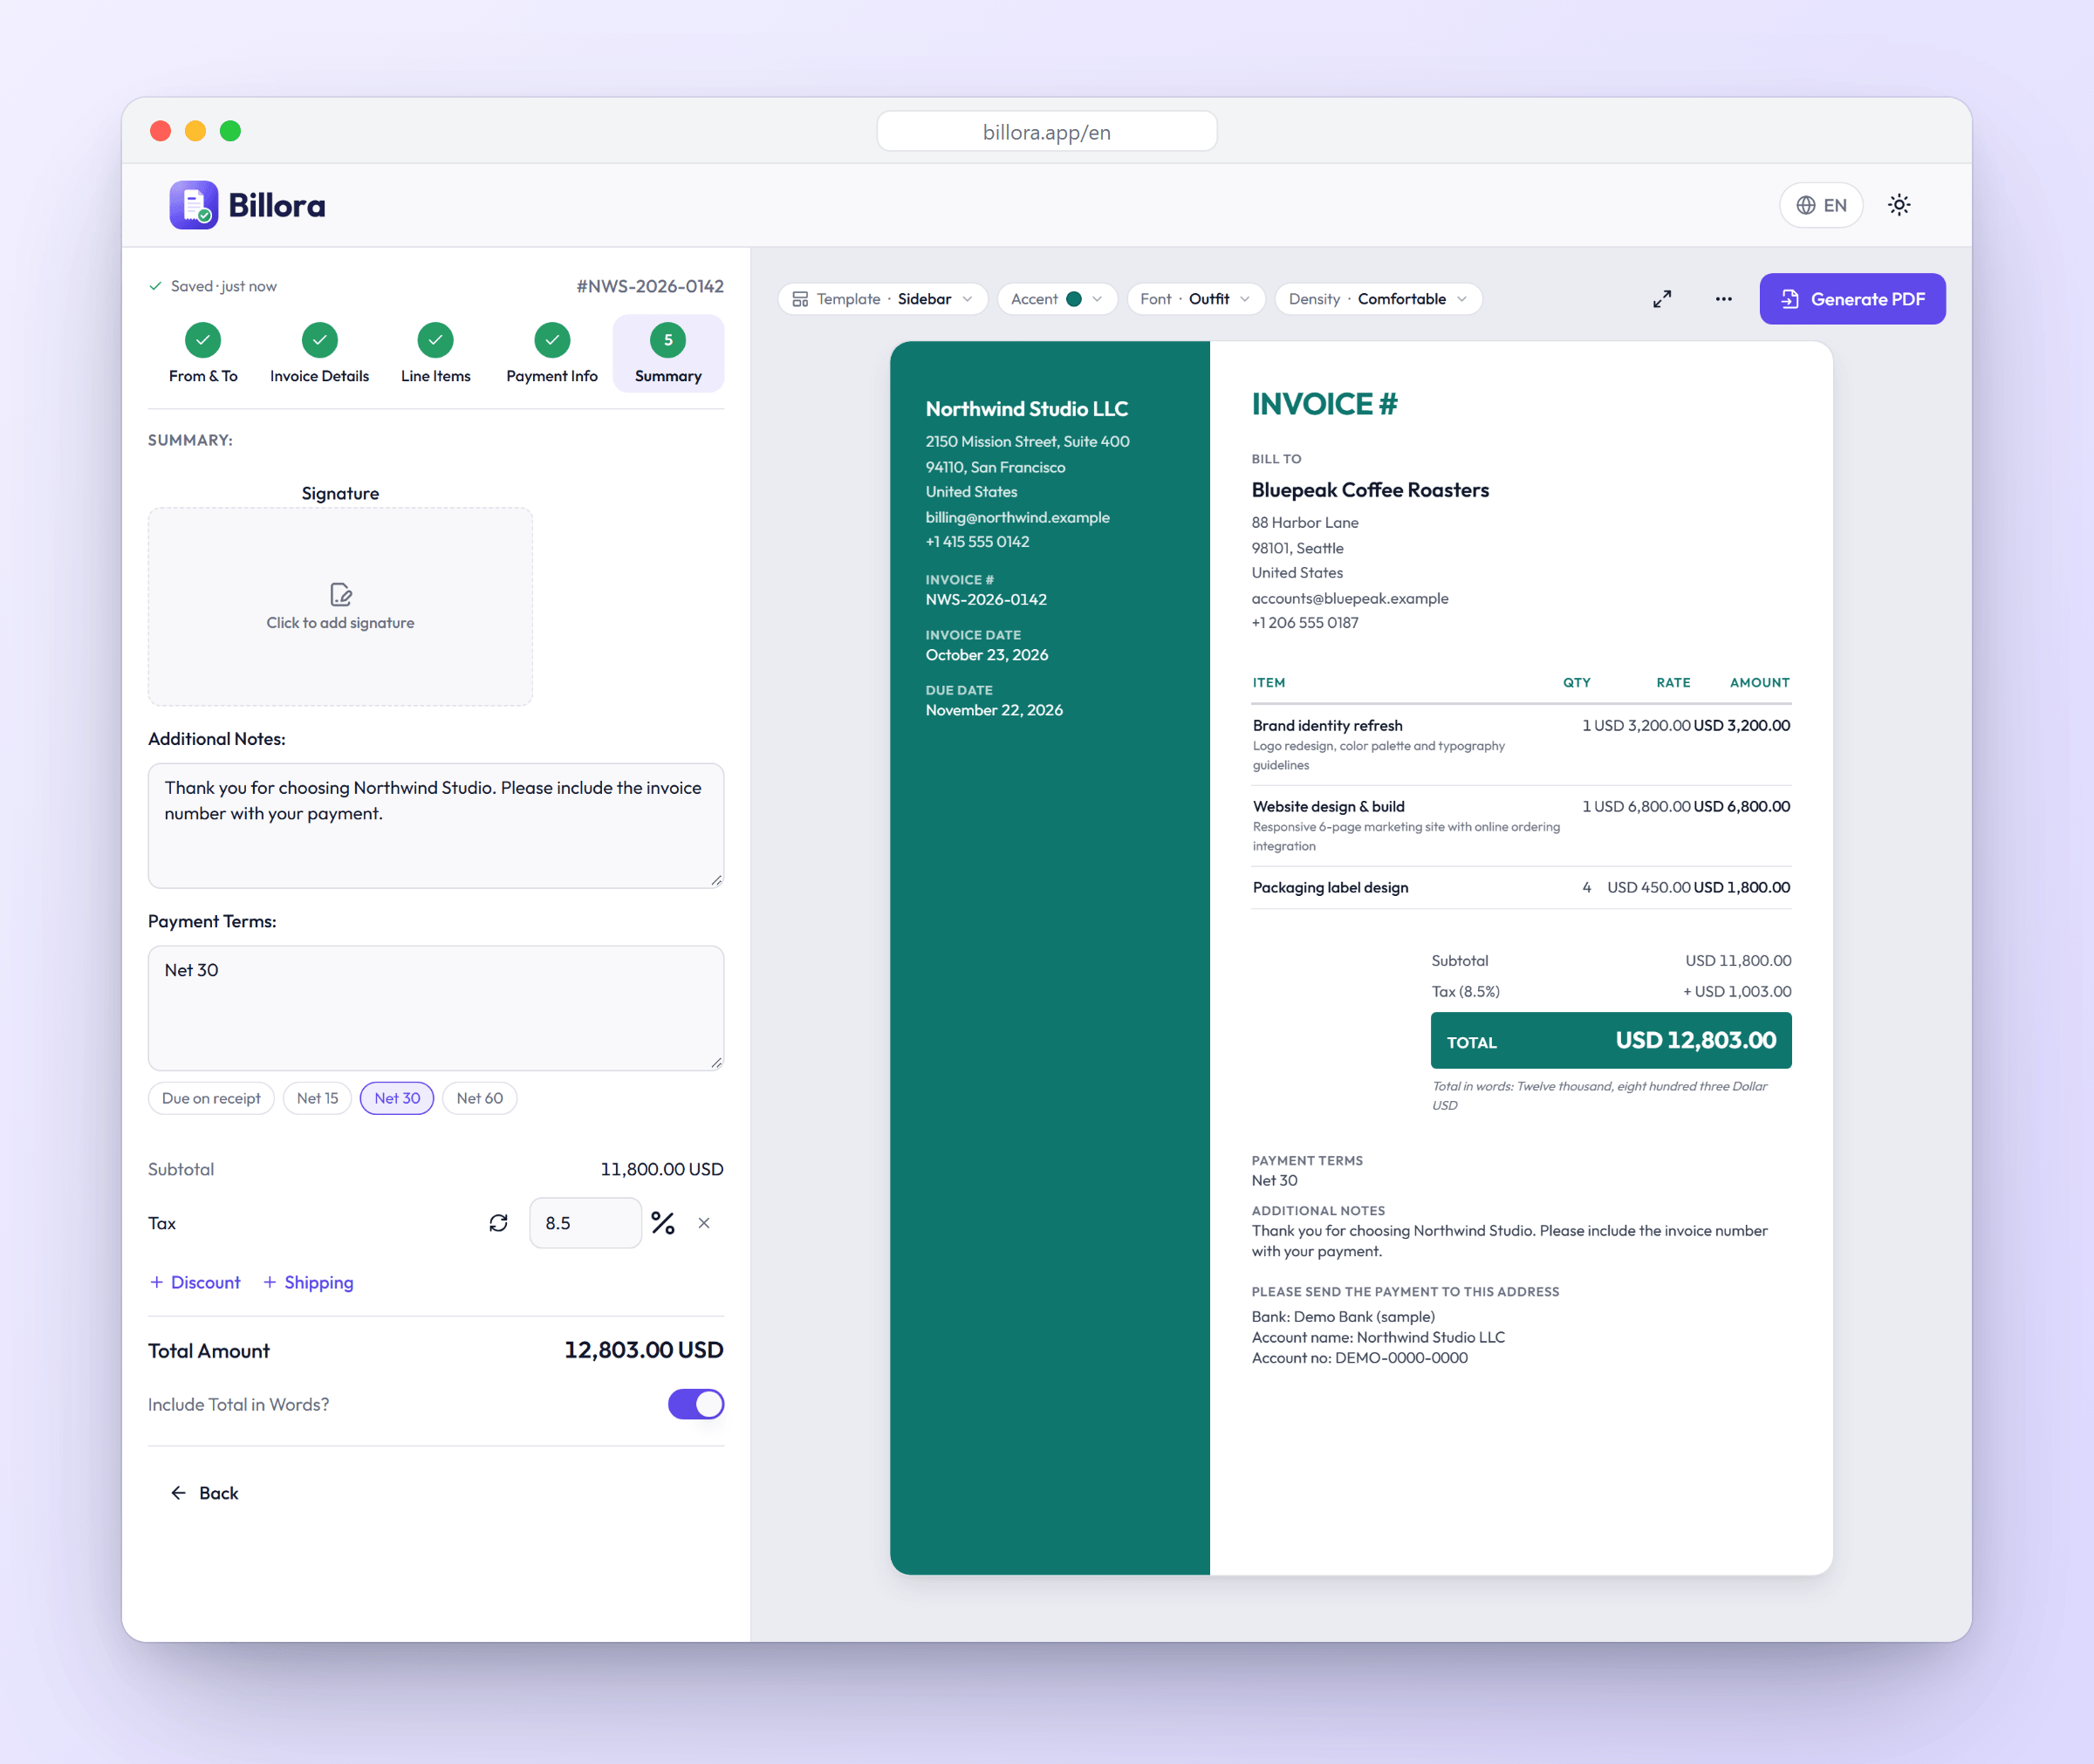 billora.app/en
Billora
EN
Saved · just now
#NWS-2026-0142
From & To
Invoice Details
Line Items
Payment Info
5
Summary
SUMMARY:
Signature
Click to add signature
Additional Notes:
Thank you for choosing Northwind Studio. Please include the invoice
number with your payment.
Payment Terms:
Net 30
Due on receipt
Net 15
Net 30
Net 60
Subtotal
11,800.00 USD
Tax
8.5
%
+ Discount
+ Shipping
Total Amount
12,803.00 USD
Include Total in Words?
← Back
Template · Sidebar
Accent
Font · Outfit
Density · Comfortable
Generate PDF
Northwind Studio LLC
2150 Mission Street, Suite 400
94110, San Francisco
United States
billing@northwind.example
+1 415 555 0142
INVOICE #
NWS-2026-0142
INVOICE DATE
October 23, 2026
DUE DATE
November 22, 2026
INVOICE #
BILL TO
Bluepeak Coffee Roasters
88 Harbor Lane
98101, Seattle
United States
accounts@bluepeak.example
+1 206 555 0187
ITEM QTY RATE AMOUNT
Brand identity refresh 1 USD 3,200.00 USD 3,200.00
Logo redesign, color palette and typography
guidelines
Website design & build 1 USD 6,800.00 USD 6,800.00
Responsive 6-page marketing site with online ordering
integration
Packaging label design 4 USD 450.00 USD 1,800.00
Subtotal USD 11,800.00
Tax (8.5%) + USD 1,003.00
TOTAL USD 12,803.00
Total in words: Twelve thousand, eight hundred three Dollar
USD
PAYMENT TERMS
Net 30
ADDITIONAL NOTES
Thank you for choosing Northwind Studio. Please include the invoice number
with your payment.
PLEASE SEND THE PAYMENT TO THIS ADDRESS
Bank: Demo Bank (sample)
Account name: Northwind Studio LLC
Account no: DEMO-0000-0000